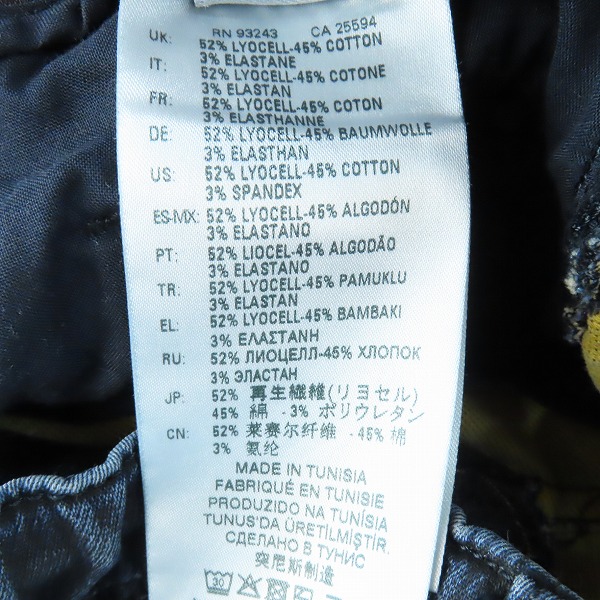 RN 93243 CA 25594
UK: 52% LYOCELL-45% COTTON
3% ELASTANE
IT: 52% LYOCELL-45% COTONE
3% ELASTAN
FR: 52% LYOCELL-45% COTON
3% ELASTHANNE
DE: 52% LYOCELL-45% BAUMWOLLE
3% ELASTHAN
US: 52% LYOCELL-45% COTTON
3% SPANDEX
ES-MX: 52% LYOCELL-45% ALGODÓN
3% ELASTANO
PT: 52% LIOCEL-45% ALGODÃO
3% ELASTANO
TR: 52% LYOCELL-45% PAMUKLU
3% ELASTAN
EL: 52% LYOCELL-45% BAMBAKI
3% ΕΛΑΣΤΑΝΗ
RU: 52% ЛИОЦЕЛЛ-45% ХЛОПОК
3% ЭЛАСТАН
JP: 52% 再生繊維(リヨセル)
45% 綿 -3% ポリウレタン
CN: 52% 莱赛尔纤维 -45% 棉
3% 氨纶
MADE IN TUNISIA
FABRIQUÉ EN TUNISIE
PRODUZIDO NA TUNÍSIA
TUNUS'DA ÜRETİLMİŞTİR
СДЕЛАНО В ТУНИС
突尼斯制造
30